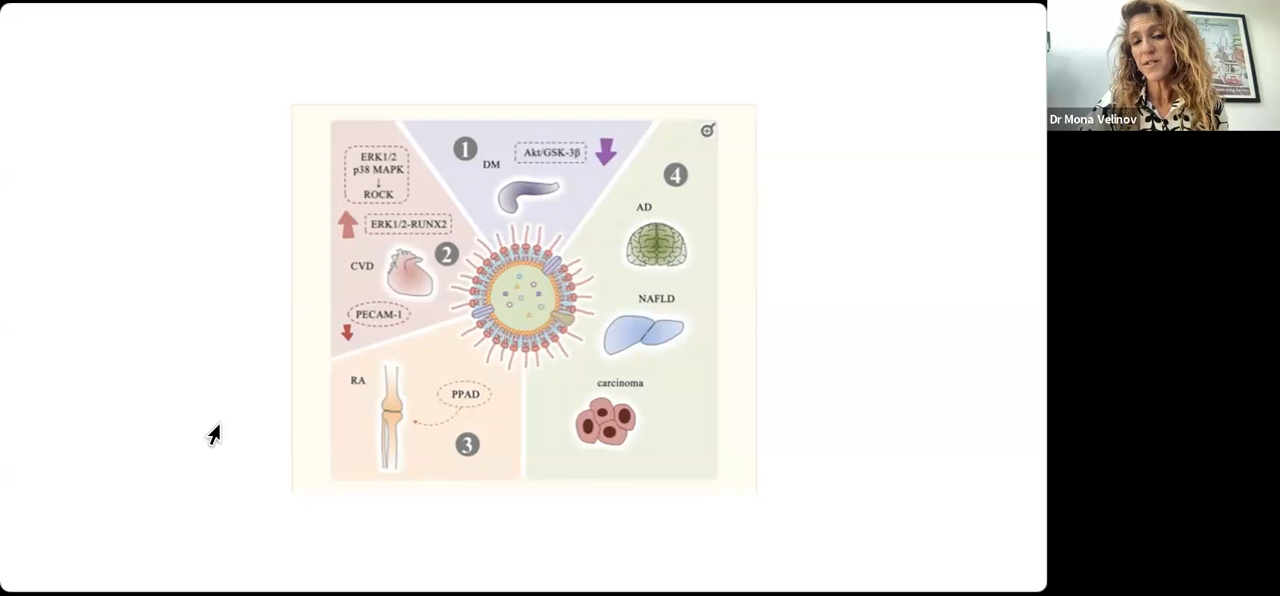 ERK1/2
p38 MAPK
↓
ROCK
ERK1/2-RUNX2
2
CVD
PECAM-1
1
DM
Akt/GSK-3β
4
AD
NAFLD
carcinoma
RA
PPAD
3
Dr Mona Velinov